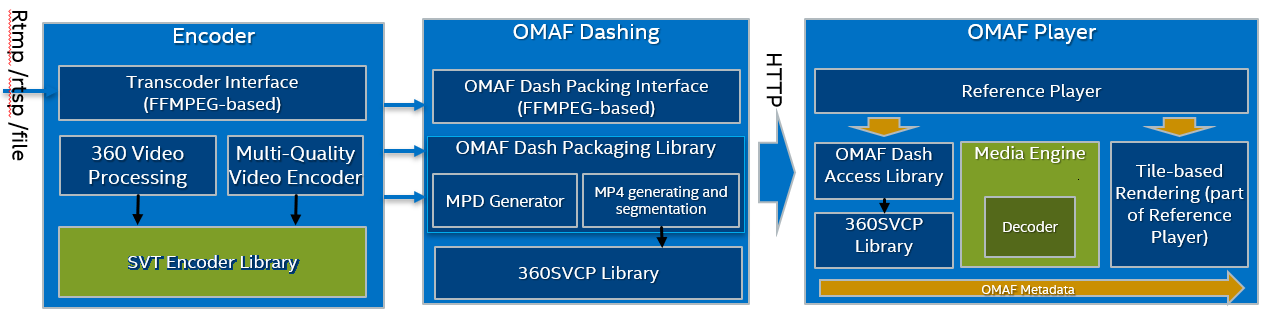 Rtmp /rtsp /file
Encoder
Transcoder Interface
(FFMPEG-based)
360 Video
Processing
Multi-Quality
Video Encoder
SVT Encoder Library
OMAF Dashing
OMAF Dash Packing Interface
(FFMPEG-based)
OMAF Dash Packaging Library
MPD Generator
MP4 generating and
segmentation
360SVCP Library
HTTP
OMAF Player
Reference Player
OMAF Dash
Access Library
360SVCP
Library
Media Engine
Decoder
Tile-based
Rendering (part
of Reference
Player)
OMAF Metadata